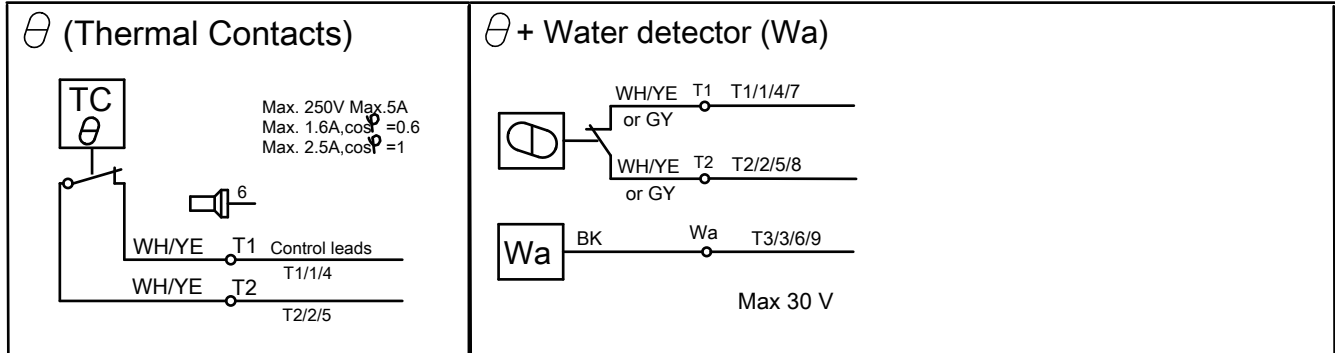 θ (Thermal Contacts)
TC
θ
Max. 250V Max.5A
Max. 1.6A,cosφ =0.6
Max. 2.5A,cosφ =1
6
WH/YE T1 Control leads
T1/1/4
WH/YE T2
T2/2/5
θ + Water detector (Wa)
WH/YE T1 T1/1/4/7
or GY
θ
WH/YE T2 T2/2/5/8
or GY
Wa BK Wa T3/3/6/9
Max 30 V